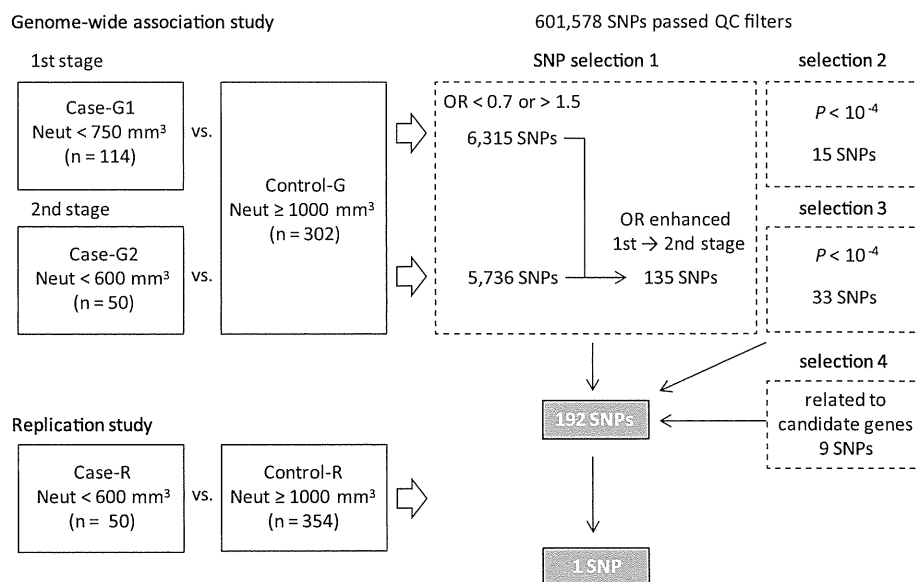 Genome-wide association study
601,578 SNPs passed QC filters
1st stage
SNP selection 1
selection 2
Case-G1
Neut < 750 mm³
(n = 114)
vs.
Control-G
Neut ≥ 1000 mm³
(n = 302)
OR < 0.7 or > 1.5
6,315 SNPs
P < 10⁻⁴
15 SNPs
2nd stage
selection 3
Case-G2
Neut < 600 mm³
(n = 50)
vs.
OR enhanced
1st → 2nd stage
5,736 SNPs
135 SNPs
P < 10⁻⁴
33 SNPs
selection 4
192 SNPs
related to
candidate genes
9 SNPs
Replication study
Case-R
Neut < 600 mm³
(n = 50)
vs.
Control-R
Neut ≥ 1000 mm³
(n = 354)
1 SNP